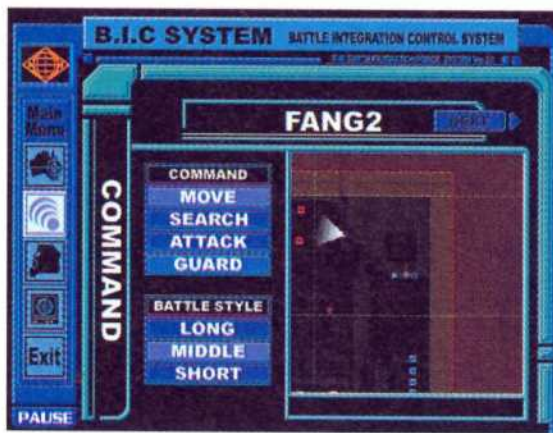 B.I.C SYSTEM BATTLE INTEGRATION CONTROL SYSTEM
FANG2
NEXT
Main
Menu
COMMAND
COMMAND
MOVE
SEARCH
ATTACK
GUARD
BATTLE STYLE
LONG
MIDDLE
SHORT
Exit
PAUSE